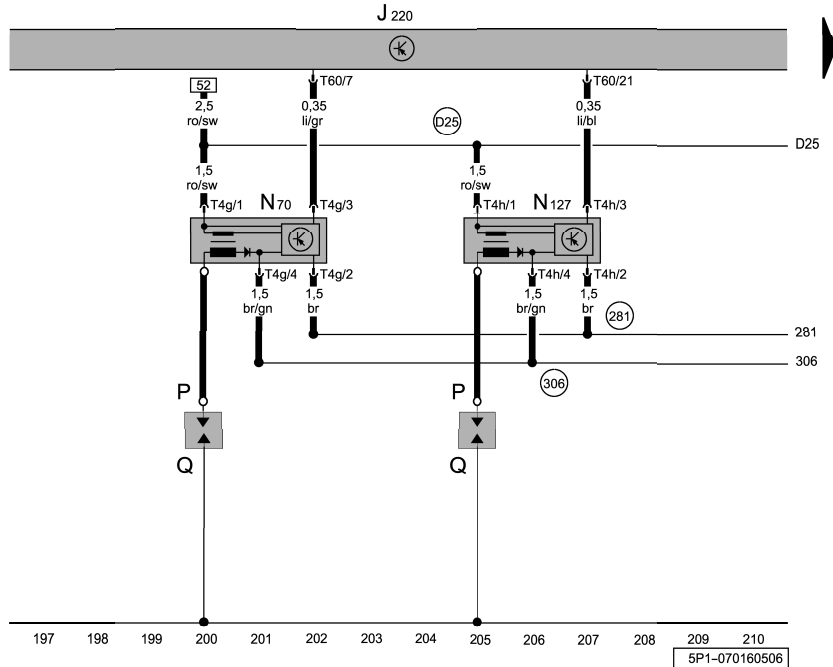 J 220
T60/7
T60/21
52
2,5
ro/sw
0,35
li/gr
0,35
li/bl
D25
D25
1,5
ro/sw
1,5
ro/sw
T4g/1
N 70
T4g/3
T4h/1
N 127
T4h/3
T4g/4
T4g/2
T4h/4
T4h/2
1,5
br/gn
1,5
br
1,5
br/gn
1,5
br
281
281
306
306
P
P
Q
Q
197 198 199 200 201 202 203 204 205 206 207 208 209 210
5P1-070160506